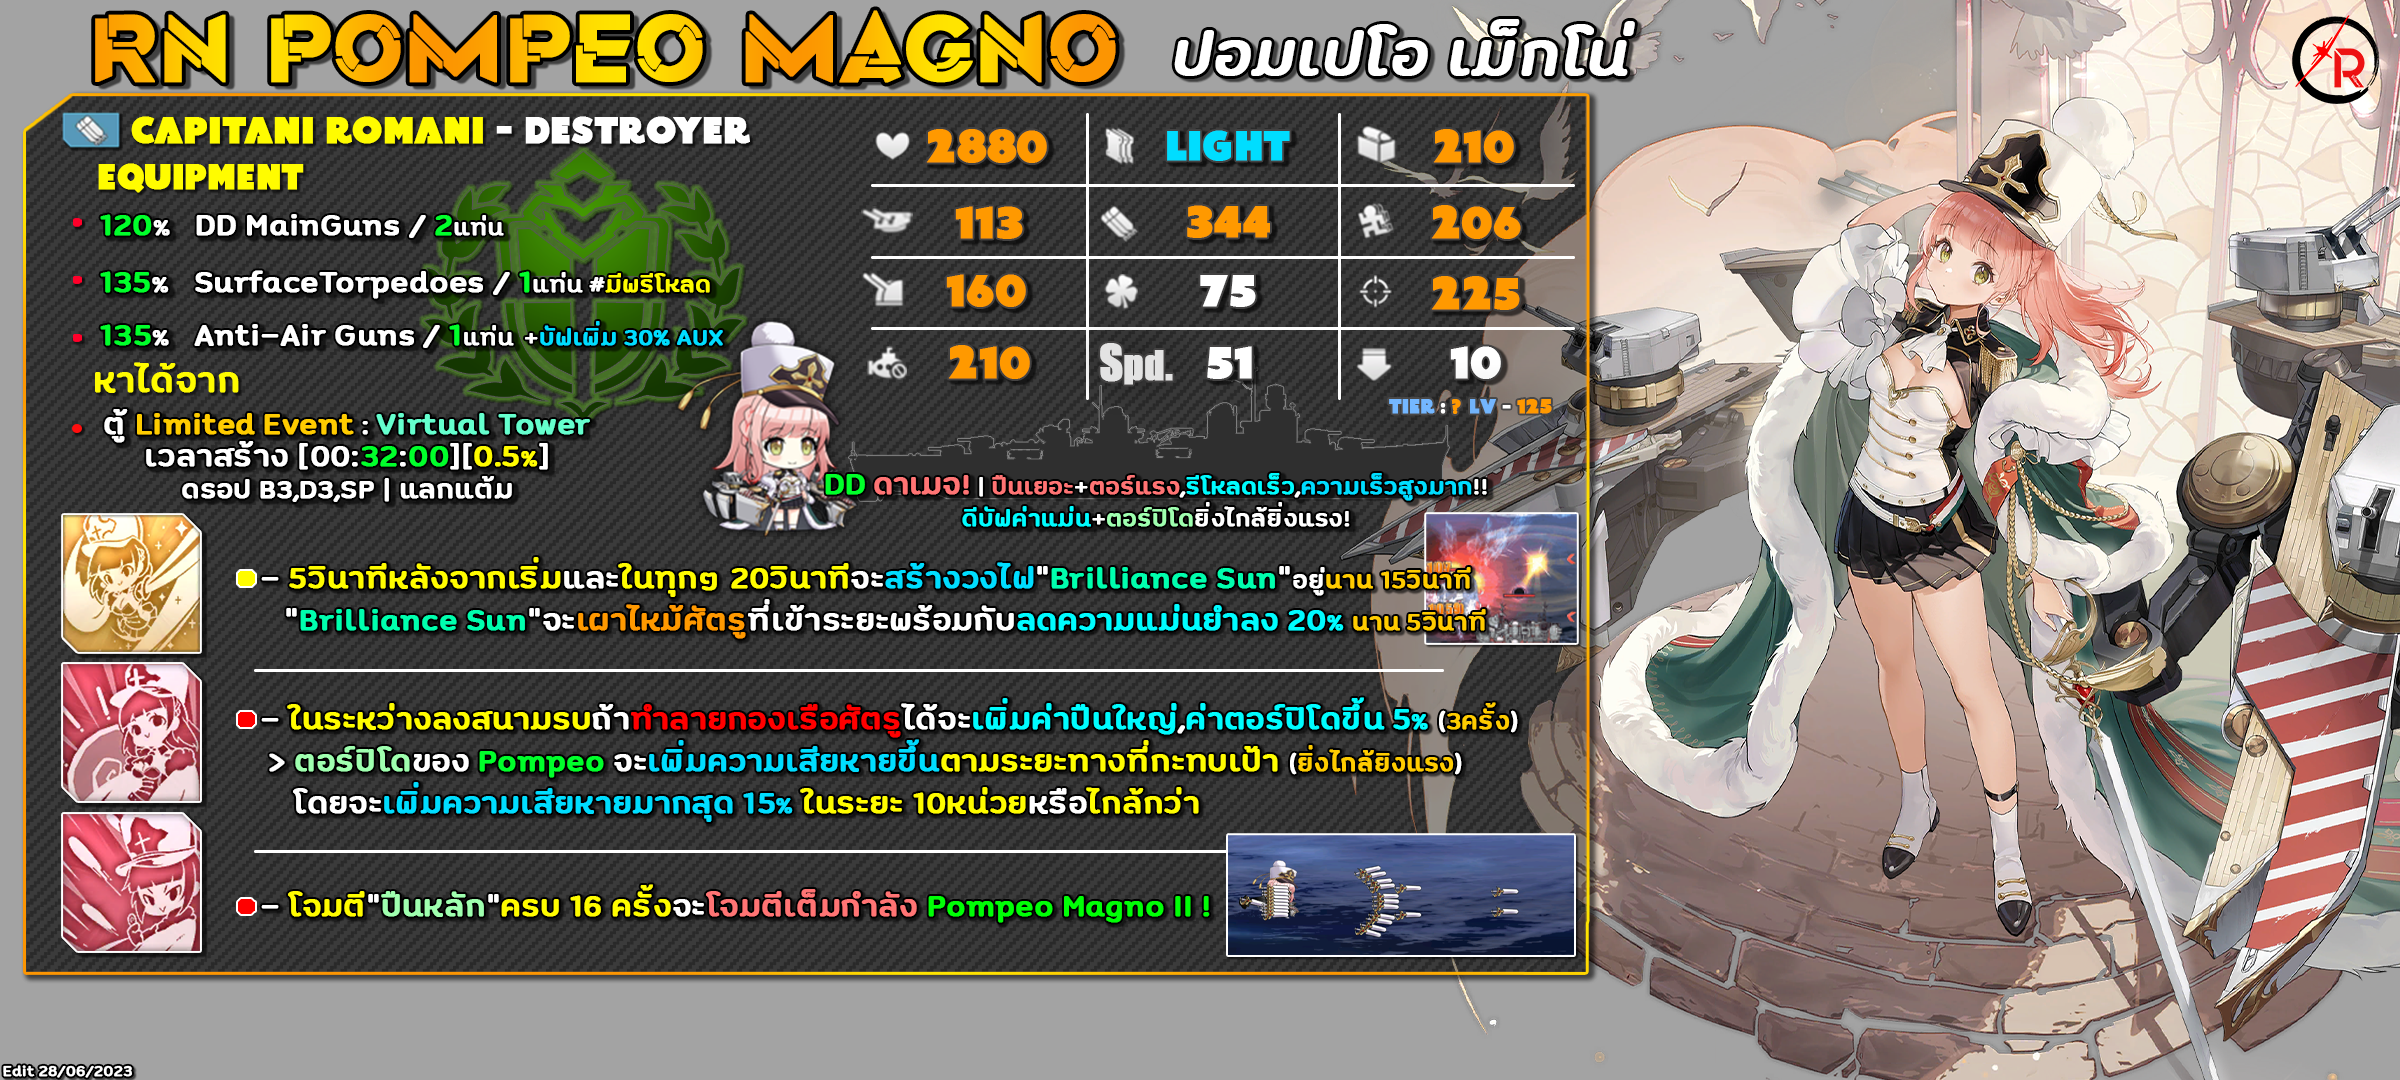 RN POMPEO MAGNO ปอมเปโอ เม็กโน่
R
CAPITANI ROMANI - DESTROYER
EQUIPMENT
120% DD MainGuns / 2แท่น
135% SurfaceTorpedoes / 1แท่น #มีพรีโหลด
135% Anti-Air Guns / 1แท่น +บัฟเพิ่ม 30% AUX
หาได้จาก
ตู้ Limited Event : Virtual Tower
เวลาสร้าง [00:32:00][0.5%]
ดรอป B3,D3,SP | แลกแต้ม
2880 LIGHT 210
113 344 206
160 75 225
210 Spd. 51 10
TIER : ? LV - 125
DD ดาเมจ! | ปืนเยอะ+ตอร์แรง,รีโหลดเร็ว,ความเร็วสูงมาก!!
ดีบัฟค่าแม่น+ตอร์ปิโดยิ่งไกล้ยิ่งแรง!
- 5วินาทีหลังจากเริ่มและในทุกๆ 20วินาทีจะสร้างวงไฟ"Brilliance Sun"อยู่นาน 15วินาที
"Brilliance Sun"จะเผาไหม้ศัตรูที่เข้าระยะพร้อมกับลดความแม่นยำลง 20% นาน 5วินาที
- ในระหว่างลงสนามรบถ้าทำลายกองเรือศัตรูได้จะเพิ่มค่าปืนใหญ่,ค่าตอร์ปิโดขึ้น 5% (3ครั้ง)
> ตอร์ปิโดของ Pompeo จะเพิ่มความเสียหายขึ้นตามระยะทางที่กะทบเป้า (ยิ่งไกล้ยิงแรง)
โดยจะเพิ่มความเสียหายมากสุด 15% ในระยะ 10หน่วยหรือไกล้กว่า
- โจมตี"ปืนหลัก"ครบ 16 ครั้งจะโจมตีเต็มกำลัง Pompeo Magno II !
Edit 28/06/2023